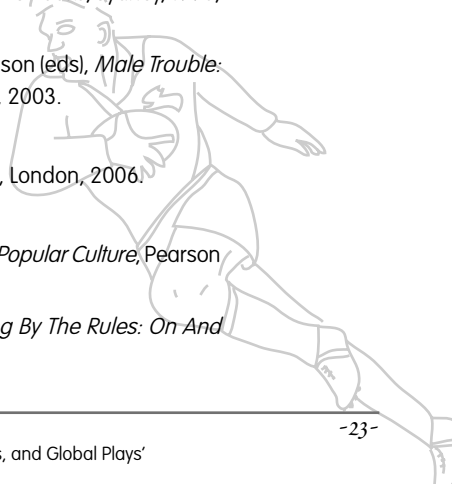 son (eds), Male Trouble:
2003.
, London, 2006.
Popular Culture, Pearson
g By The Rules: On And
-23-
s, and Global Plays'